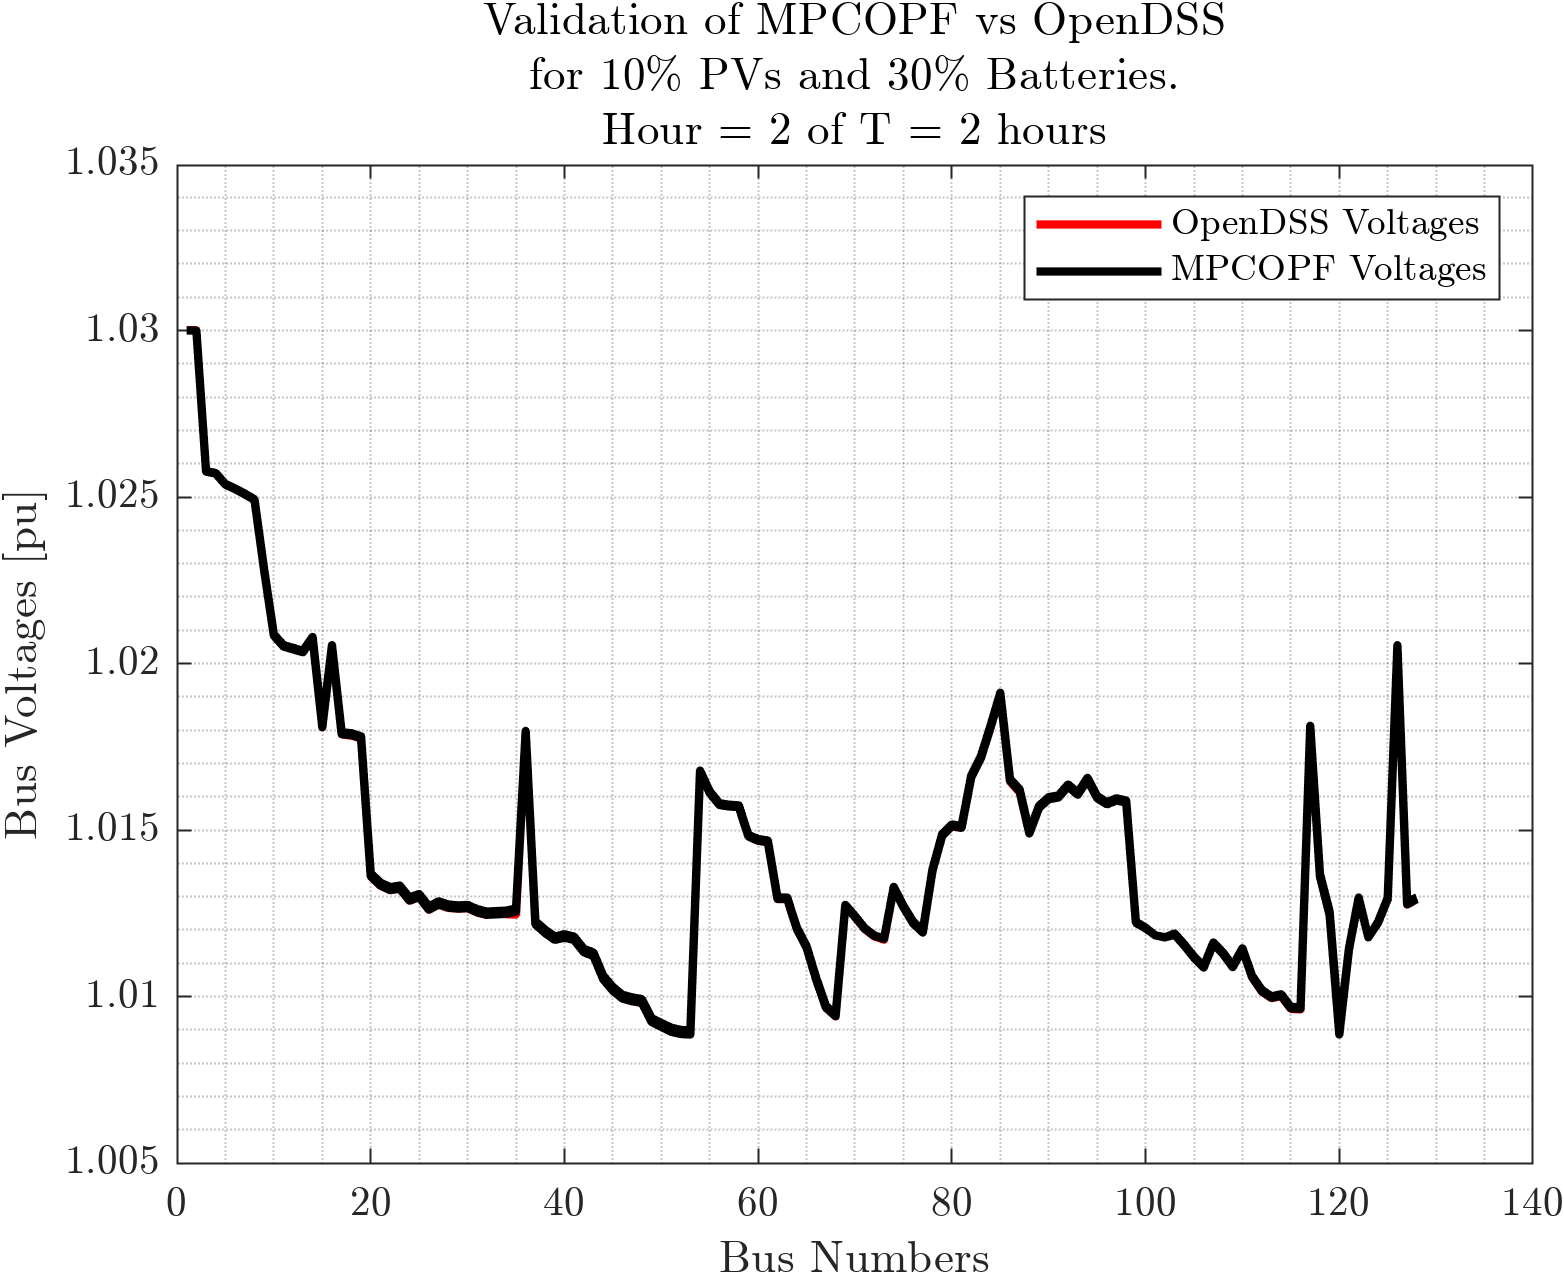 Validation of MPCOPF vs OpenDSS
for 10% PVs and 30% Batteries.
Hour = 2 of T = 2 hours
1.035
1.03
1.025
1.02
1.015
1.01
1.005
Bus Voltages [pu]
OpenDSS Voltages
MPCOPF Voltages
0 20 40 60 80 100 120 140
Bus Numbers